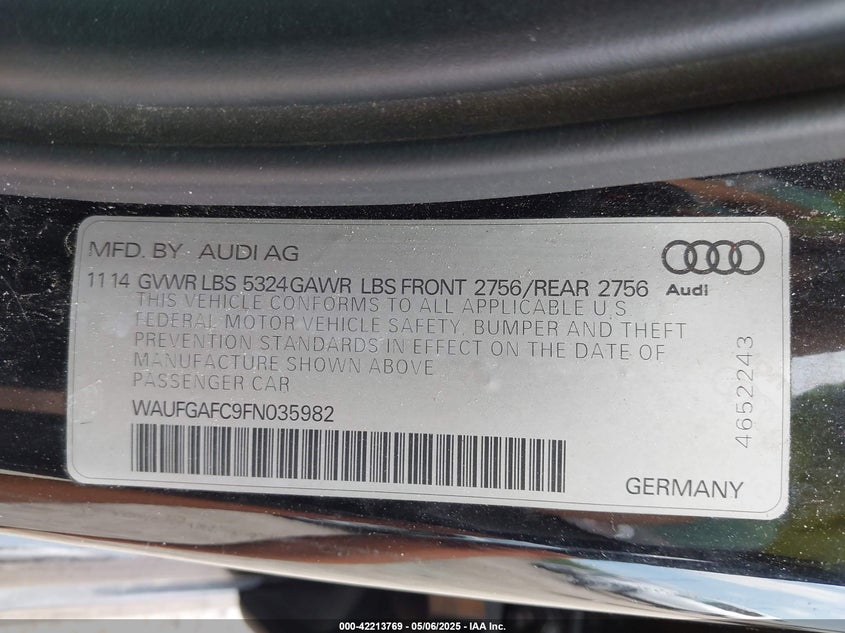 MFD. BY AUDI AG
11 14 GVWR LBS 5324 GAWR LBS FRONT 2756/REAR 2756
Audi
THIS VEHICLE CONFORMS TO ALL APPLICABLE U.S
FEDERAL MOTOR VEHICLE SAFETY, BUMPER AND THEFT
PREVENTION STANDARDS IN EFFECT ON THE DATE OF
MANUFACTURE SHOWN ABOVE
PASSENGER CAR
WAUFGAFC9FN035982
4652243
GERMANY
000-42213769 — 05/06/2025 — IAA Inc.